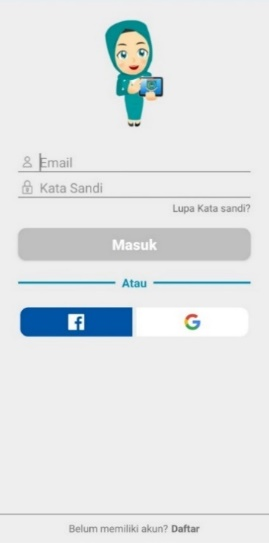 Email
Kata Sandi
Lupa Kata sandi?
Masuk
Atau
Belum memiliki akun? Daftar